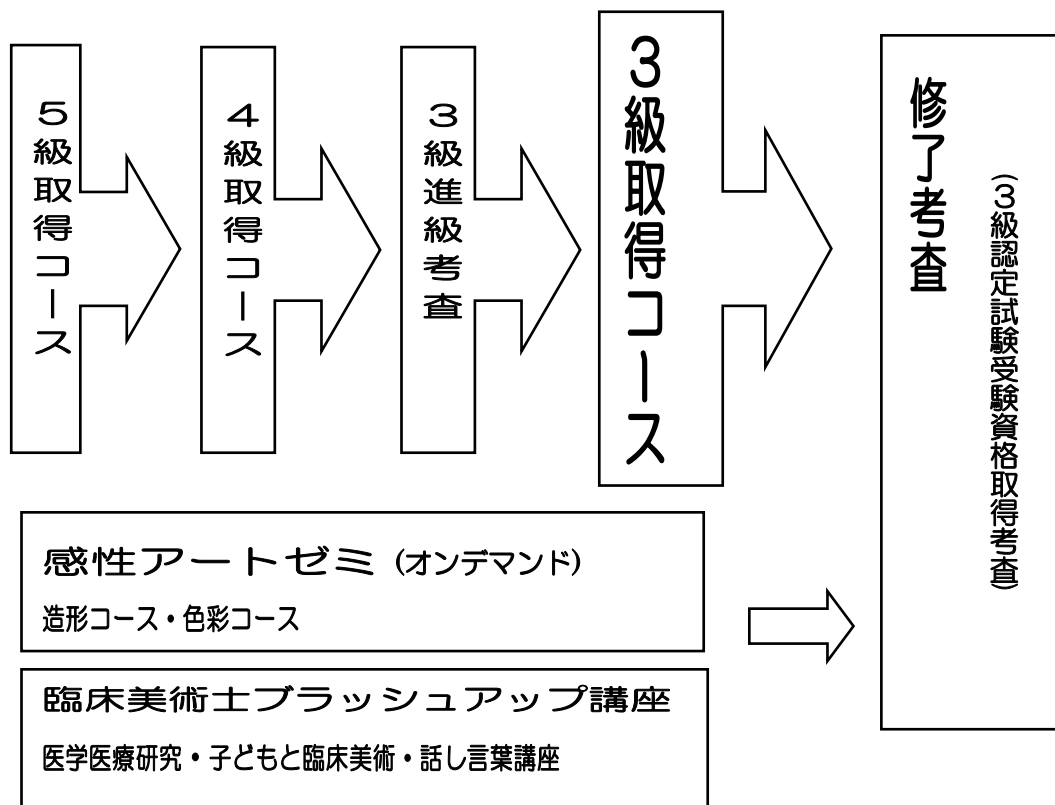 5級取得コース
4級取得コース
3級進級考査
3級取得コース
修了考査
(3級認定試験受験資格取得考査)
感性アートゼミ (オンデマンド)
造形コース・色彩コース
臨床美術士ブラッシュアップ講座
医学医療研究・子どもと臨床美術・話し言葉講座